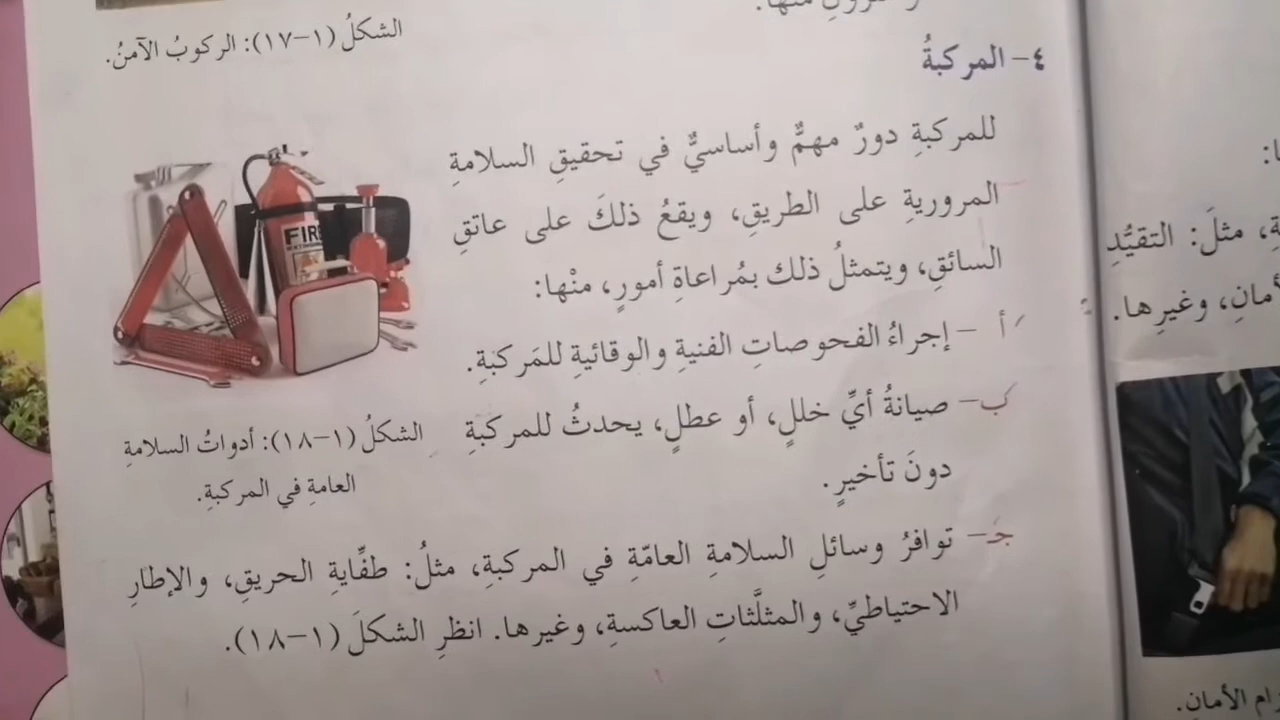 منها.
الشكلُ (١-١٧): الركوبُ الآمنُ.
٤- المركبةُ
للمركبةِ دورٌ مهمٌّ وأساسيٌّ في تحقيقِ السلامةِ
المروريةِ على الطريقِ، ويقعُ ذلكَ على عاتقِ
السائقِ، ويتمثلُ ذلك بمُراعاةِ أمورٍ، منْها:
أ - إجراءُ الفحوصاتِ الفنيةِ والوقائيةِ للمَركبَةِ.
ب- صيانةُ أيِّ خللٍ، أو عطلٍ، يحدثُ للمركبةِ
دونَ تأخيرٍ.
FIRE
الشكلُ (١-١٨): أدواتُ السلامةِ
العامةِ في المركبةِ.
جـ- توافرُ وسائلِ السلامةِ العامّةِ في المركبةِ، مثلُ: طفَّايةِ الحريقِ، والإطارِ
الاحتياطيِّ، والمثلَّثاتِ العاكسةِ، وغيرها. انظرِ الشكلَ (١-١٨).
مثلَ: التقيُّدِ
وغيرِها.
الأمانِ.